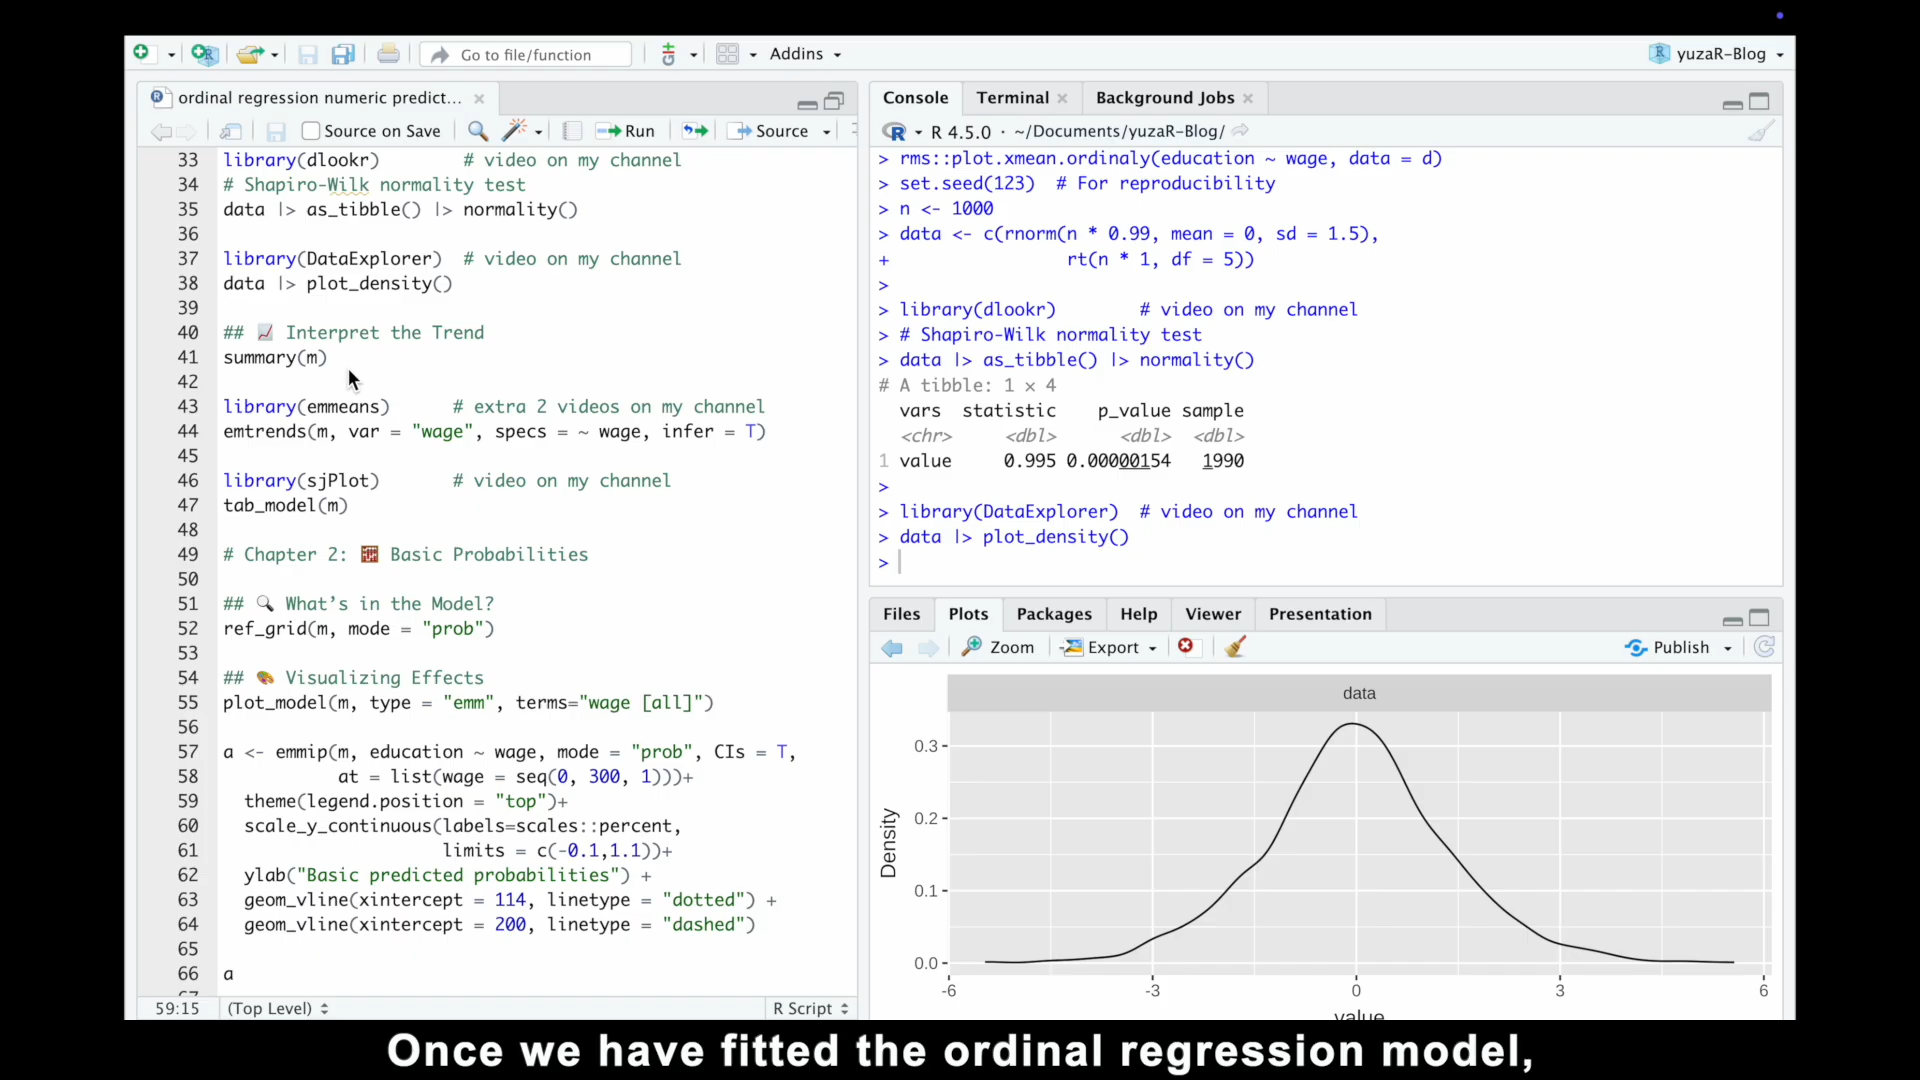 Go to file/function
Addins
yuzaR-Blog
ordinal regression numeric predict...
Source on Save
Run
Source
33 library(dlookr)        # video on my channel
34 # Shapiro-Wilk normality test
35 data |> as_tibble() |> normality()
36
37 library(DataExplorer)  # video on my channel
38 data |> plot_density()
39
40 ## 📈 Interpret the Trend
41 summary(m)
42
43 library(emmeans)      # extra 2 videos on my channel
44 emtrends(m, var = "wage", specs = ~ wage, infer = T)
45
46 library(sjPlot)       # video on my channel
47 tab_model(m)
48
49 # Chapter 2: 🧮 Basic Probabilities
50
51 ## 🔍 What’s in the Model?
52 ref_grid(m, mode = "prob")
53
54 ## 🎨 Visualizing Effects
55 plot_model(m, type = "emm", terms="wage [all]")
56
57 a <- emmip(m, education ~ wage, mode = "prob", CIs = T,
58            at = list(wage = seq(0, 300, 1)))+
59   theme(legend.position = "top")+
60   scale_y_continuous(labels=scales::percent,
61                      limits = c(-0.1,1.1))+
62   ylab("Basic predicted probabilities") +
63   geom_vline(xintercept = 114, linetype = "dotted") +
64   geom_vline(xintercept = 200, linetype = "dashed")
65
66 a
59:15 (Top Level) R Script
Console Terminal Background Jobs
R 4.5.0 · ~/Documents/yuzaR-Blog/
> rms::plot.xmean.ordinaly(education ~ wage, data = d)
> set.seed(123)  # For reproducibility
> n <- 1000
> data <- c(rnorm(n * 0.99, mean = 0, sd = 1.5),
+                 rt(n * 1, df = 5))
>
> library(dlookr)        # video on my channel
> # Shapiro-Wilk normality test
> data |> as_tibble() |> normality()
# A tibble: 1 × 4
vars statistic p_value sample
<chr> <dbl> <dbl> <dbl>
1 value 0.995 0.00000154 1990
>
> library(DataExplorer)  # video on my channel
> data |> plot_density()
>
Files Plots Packages Help Viewer Presentation
Zoom Export Publish
data
Density
0.3
0.2
0.1
0.0
-6 -3 0 3 6
value
Once we have fitted the ordinal regression model,